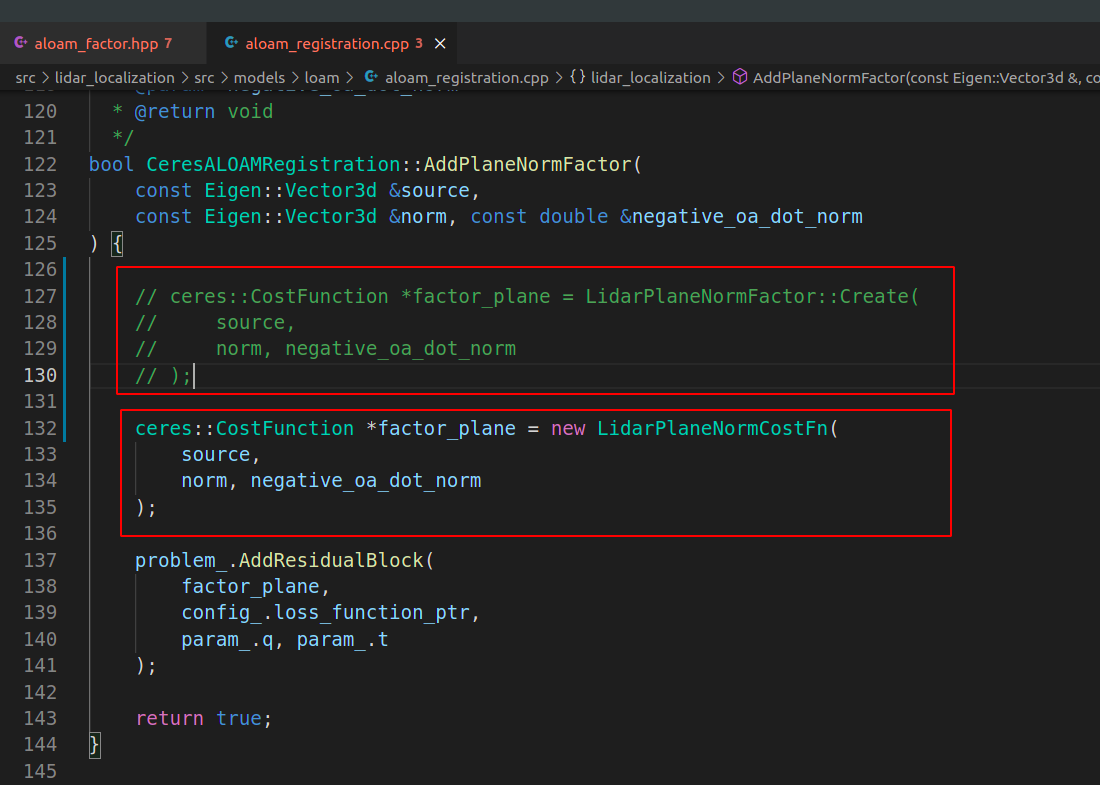 aloam_factor.hpp 7 aloam_registration.cpp 3
src > lidar_localization > src > models > loam > aloam_registration.cpp > {} lidar_localization > AddPlaneNormFactor(const Eigen::Vector3d &, co
120 * @return void
121 */
122 bool CeresALOAMRegistration::AddPlaneNormFactor(
123 const Eigen::Vector3d &source,
124 const Eigen::Vector3d &norm, const double &negative_oa_dot_norm
125 ) {
126
127 // ceres::CostFunction *factor_plane = LidarPlaneNormFactor::Create(
128 // source,
129 // norm, negative_oa_dot_norm
130 // );
131
132 ceres::CostFunction *factor_plane = new LidarPlaneNormCostFn(
133 source,
134 norm, negative_oa_dot_norm
135 );
136
137 problem_.AddResidualBlock(
138 factor_plane,
139 config_.loss_function_ptr,
140 param_.q, param_.t
141 );
142
143 return true;
144 }
145